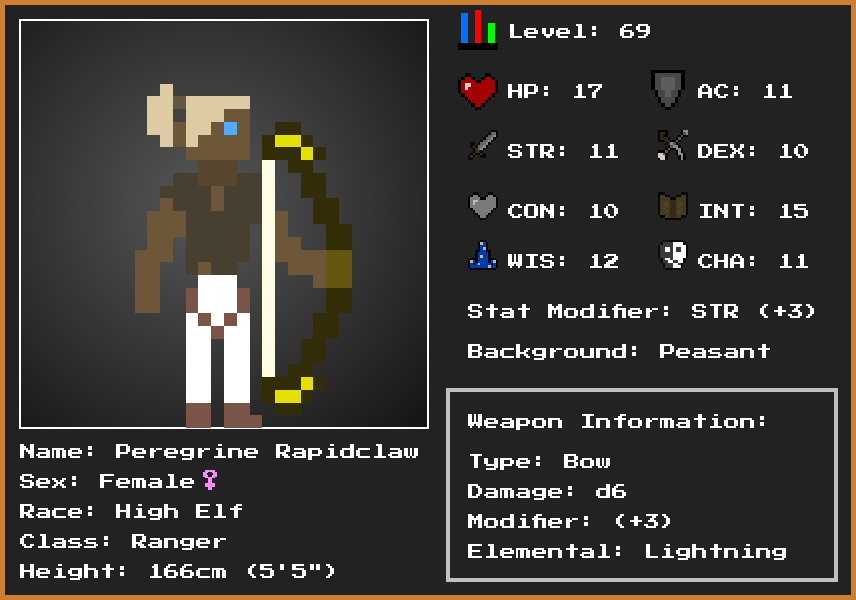 Level: 69
HP: 17
AC: 11
STR: 11
DEX: 10
CON: 10
INT: 15
WIS: 12
CHA: 11
Stat Modifier: STR (+3)
Background: Peasant
Weapon Information:
Type: Bow
Damage: d6
Modifier: (+3)
Elemental: Lightning
Name: Peregrine Rapidclaw
Sex: Female♀
Race: High Elf
Class: Ranger
Height: 166cm (5'5")